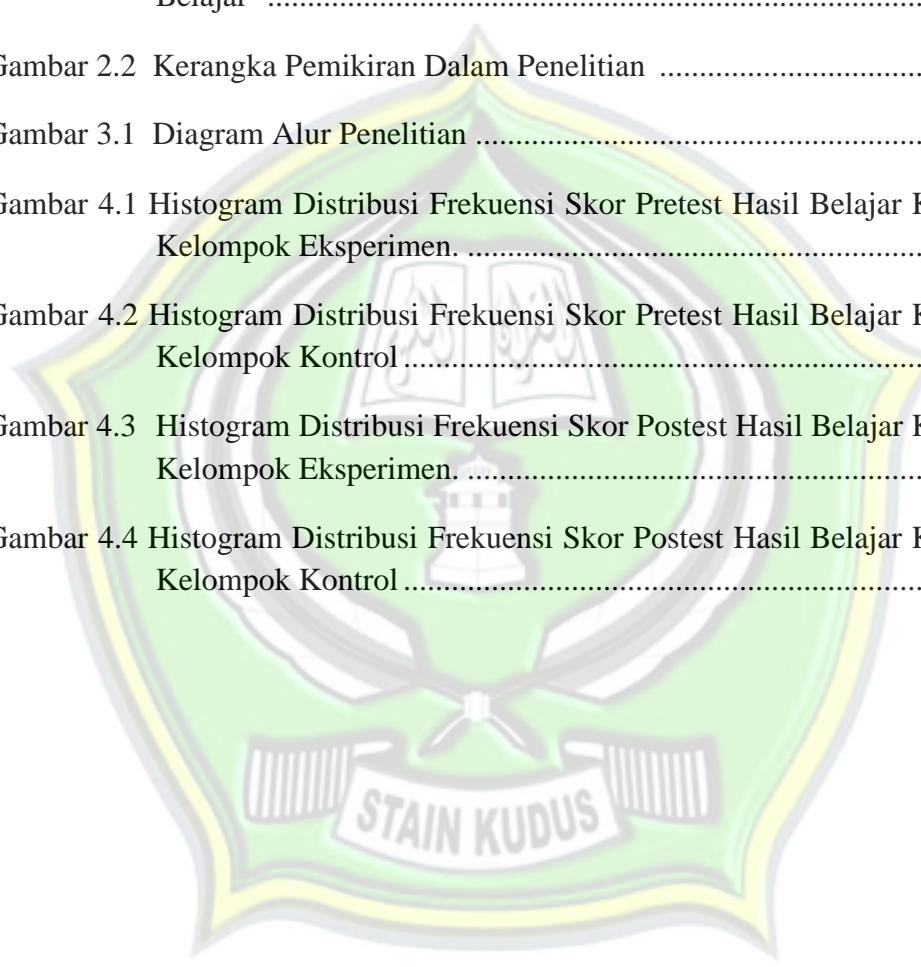 Belajar ........................................................................................
Gambar 2.2 Kerangka Pemikiran Dalam Penelitian ....................................
Gambar 3.1 Diagram Alur Penelitian ............................................................
Gambar 4.1 Histogram Distribusi Frekuensi Skor Pretest Hasil Belajar
Kelompok Eksperimen. .............................................................
Gambar 4.2 Histogram Distribusi Frekuensi Skor Pretest Hasil Belajar
Kelompok Kontrol ......................................................................
Gambar 4.3 Histogram Distribusi Frekuensi Skor Postest Hasil Belajar
Kelompok Eksperimen. .............................................................
Gambar 4.4 Histogram Distribusi Frekuensi Skor Postest Hasil Belajar
Kelompok Kontrol ......................................................................
STAIN KUDUS